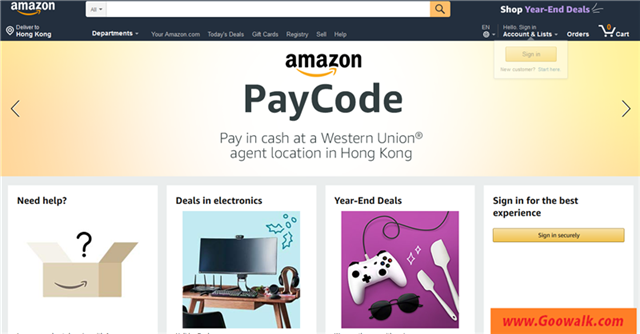 amazon
All
Shop Year-End Deals
Deliver to
Hong Kong
Departments
Your Amazon.com
Today's Deals
Gift Cards
Registry
Sell
Help
EN
Hello. Sign in
Account & Lists
Orders
0
Cart
Sign in
New customer? Start here.
amazon
PayCode
Pay in cash at a Western Union®
agent location in Hong Kong
Need help?
?
Deals in electronics
Year-End Deals
Sign in for the best
experience
Sign in securely
www.Goowalk.com